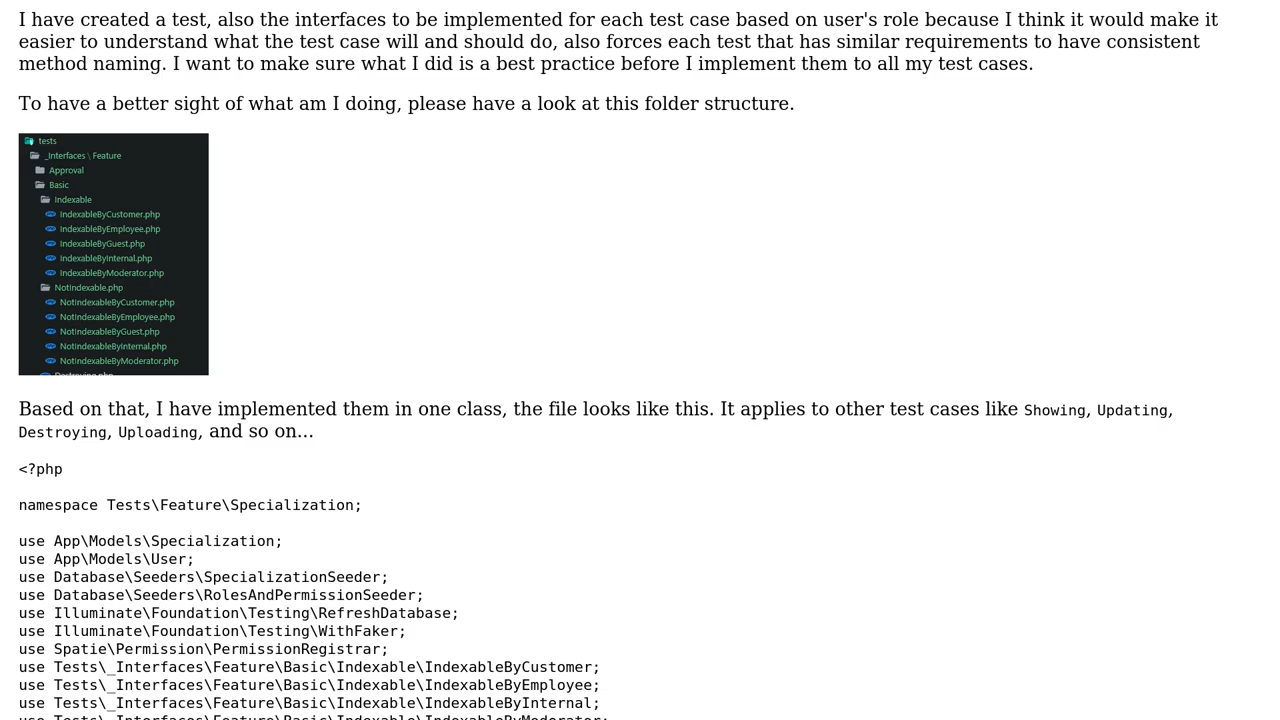 I have created a test, also the interfaces to be implemented for each test case based on user's role because I think it would make it
easier to understand what the test case will and should do, also forces each test that has similar requirements to have consistent
method naming. I want to make sure what I did is a best practice before I implement them to all my test cases.
To have a better sight of what am I doing, please have a look at this folder structure.
tests
_Interfaces \ Feature
Approval
Basic
Indexable
IndexableByCustomer.php
IndexableByEmployee.php
IndexableByGuest.php
IndexableByInternal.php
IndexableByModerator.php
NotIndexable.php
NotIndexableByCustomer.php
NotIndexableByEmployee.php
NotIndexableByGuest.php
NotIndexableByInternal.php
NotIndexableByModerator.php
Destroying.php
Based on that, I have implemented them in one class, the file looks like this. It applies to other test cases like Showing, Updating,
Destroying, Uploading, and so on...
<?php
namespace Tests\Feature\Specialization;
use App\Models\Specialization;
use App\Models\User;
use Database\Seeders\SpecializationSeeder;
use Database\Seeders\RolesAndPermissionSeeder;
use Illuminate\Foundation\Testing\RefreshDatabase;
use Illuminate\Foundation\Testing\WithFaker;
use Spatie\Permission\PermissionRegistrar;
use Tests\_Interfaces\Feature\Basic\Indexable\IndexableByCustomer;
use Tests\_Interfaces\Feature\Basic\Indexable\IndexableByEmployee;
use Tests\_Interfaces\Feature\Basic\Indexable\IndexableByInternal;
use Tests\_Interfaces\Feature\Basic\Indexable\IndexableByModerator;